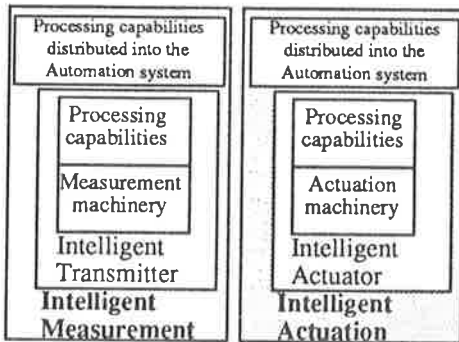 Processing capabilities
distributed into the
Automation system
Processing
capabilities
Measurement
machinery
Intelligent
Transmitter
Intelligent
Measurement
Processing capabilities
distributed into the
Automation system
Processing
capabilities
Actuation
machinery
Intelligent
Actuator
Intelligent
Actuation